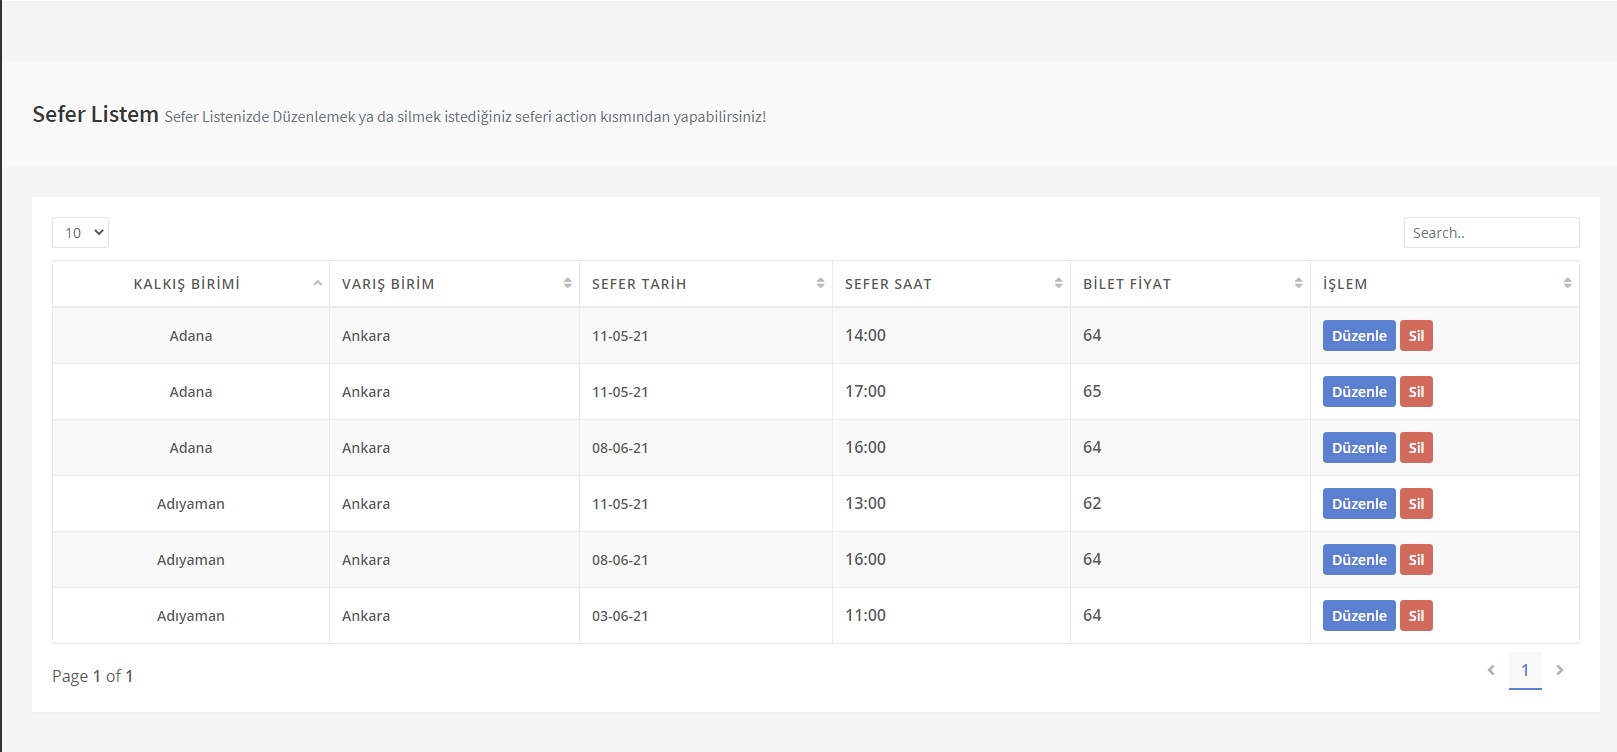 Sefer Listem Sefer Listenizde Düzenlemek ya da silmek istediğiniz seferi action kısmından yapabilirsiniz!
10 Search..
KALKIŞ BİRİMİ VARIŞ BİRİM SEFER TARİH SEFER SAAT BİLET FİYAT İŞLEM
Adana Ankara 11-05-21 14:00 64 Düzenle Sil
Adana Ankara 11-05-21 17:00 65 Düzenle Sil
Adana Ankara 08-06-21 16:00 64 Düzenle Sil
Adıyaman Ankara 11-05-21 13:00 62 Düzenle Sil
Adıyaman Ankara 08-06-21 16:00 64 Düzenle Sil
Adıyaman Ankara 03-06-21 11:00 64 Düzenle Sil
Page 1 of 1 1